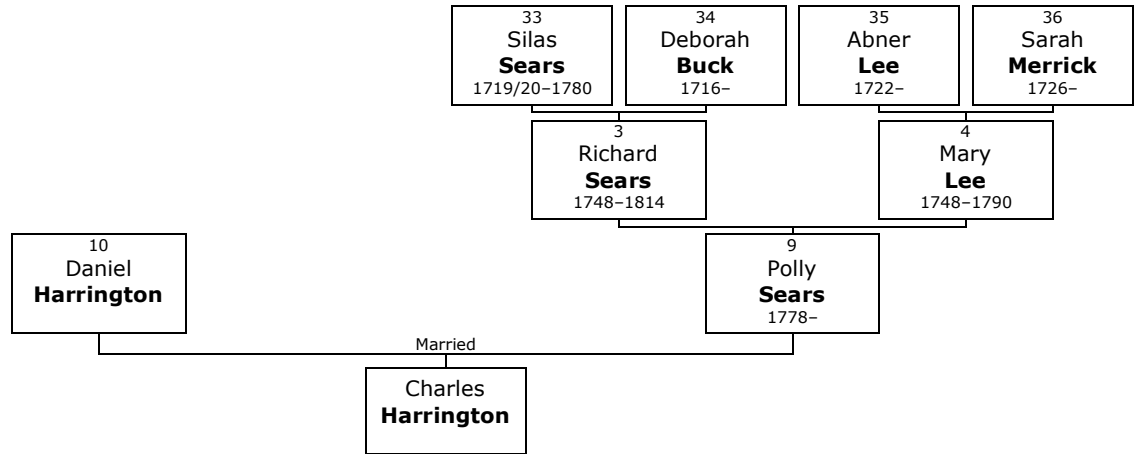 33
Silas
Sears
1719/20–1780
34
Deborah
Buck
1716–
35
Abner
Lee
1722–
36
Sarah
Merrick
1726–
3
Richard
Sears
1748–1814
4
Mary
Lee
1748–1790
10
Daniel
Harrington
9
Polly
Sears
1778–
Married
Charles
Harrington